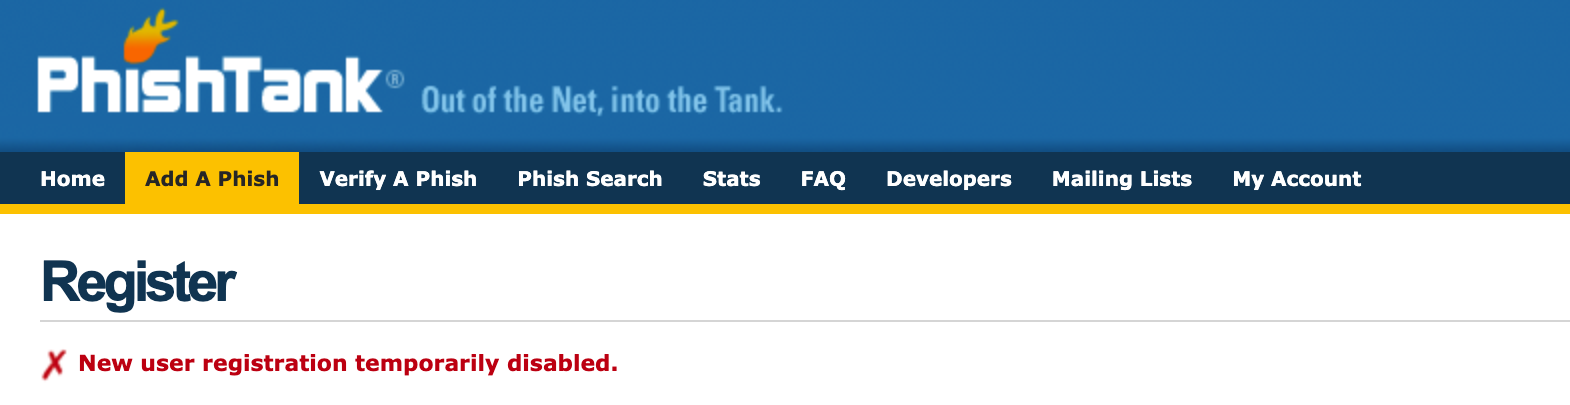 PhishTank® Out of the Net, into the Tank.
Home Add A Phish Verify A Phish Phish Search Stats FAQ Developers Mailing Lists My Account
Register
✗ New user registration temporarily disabled.